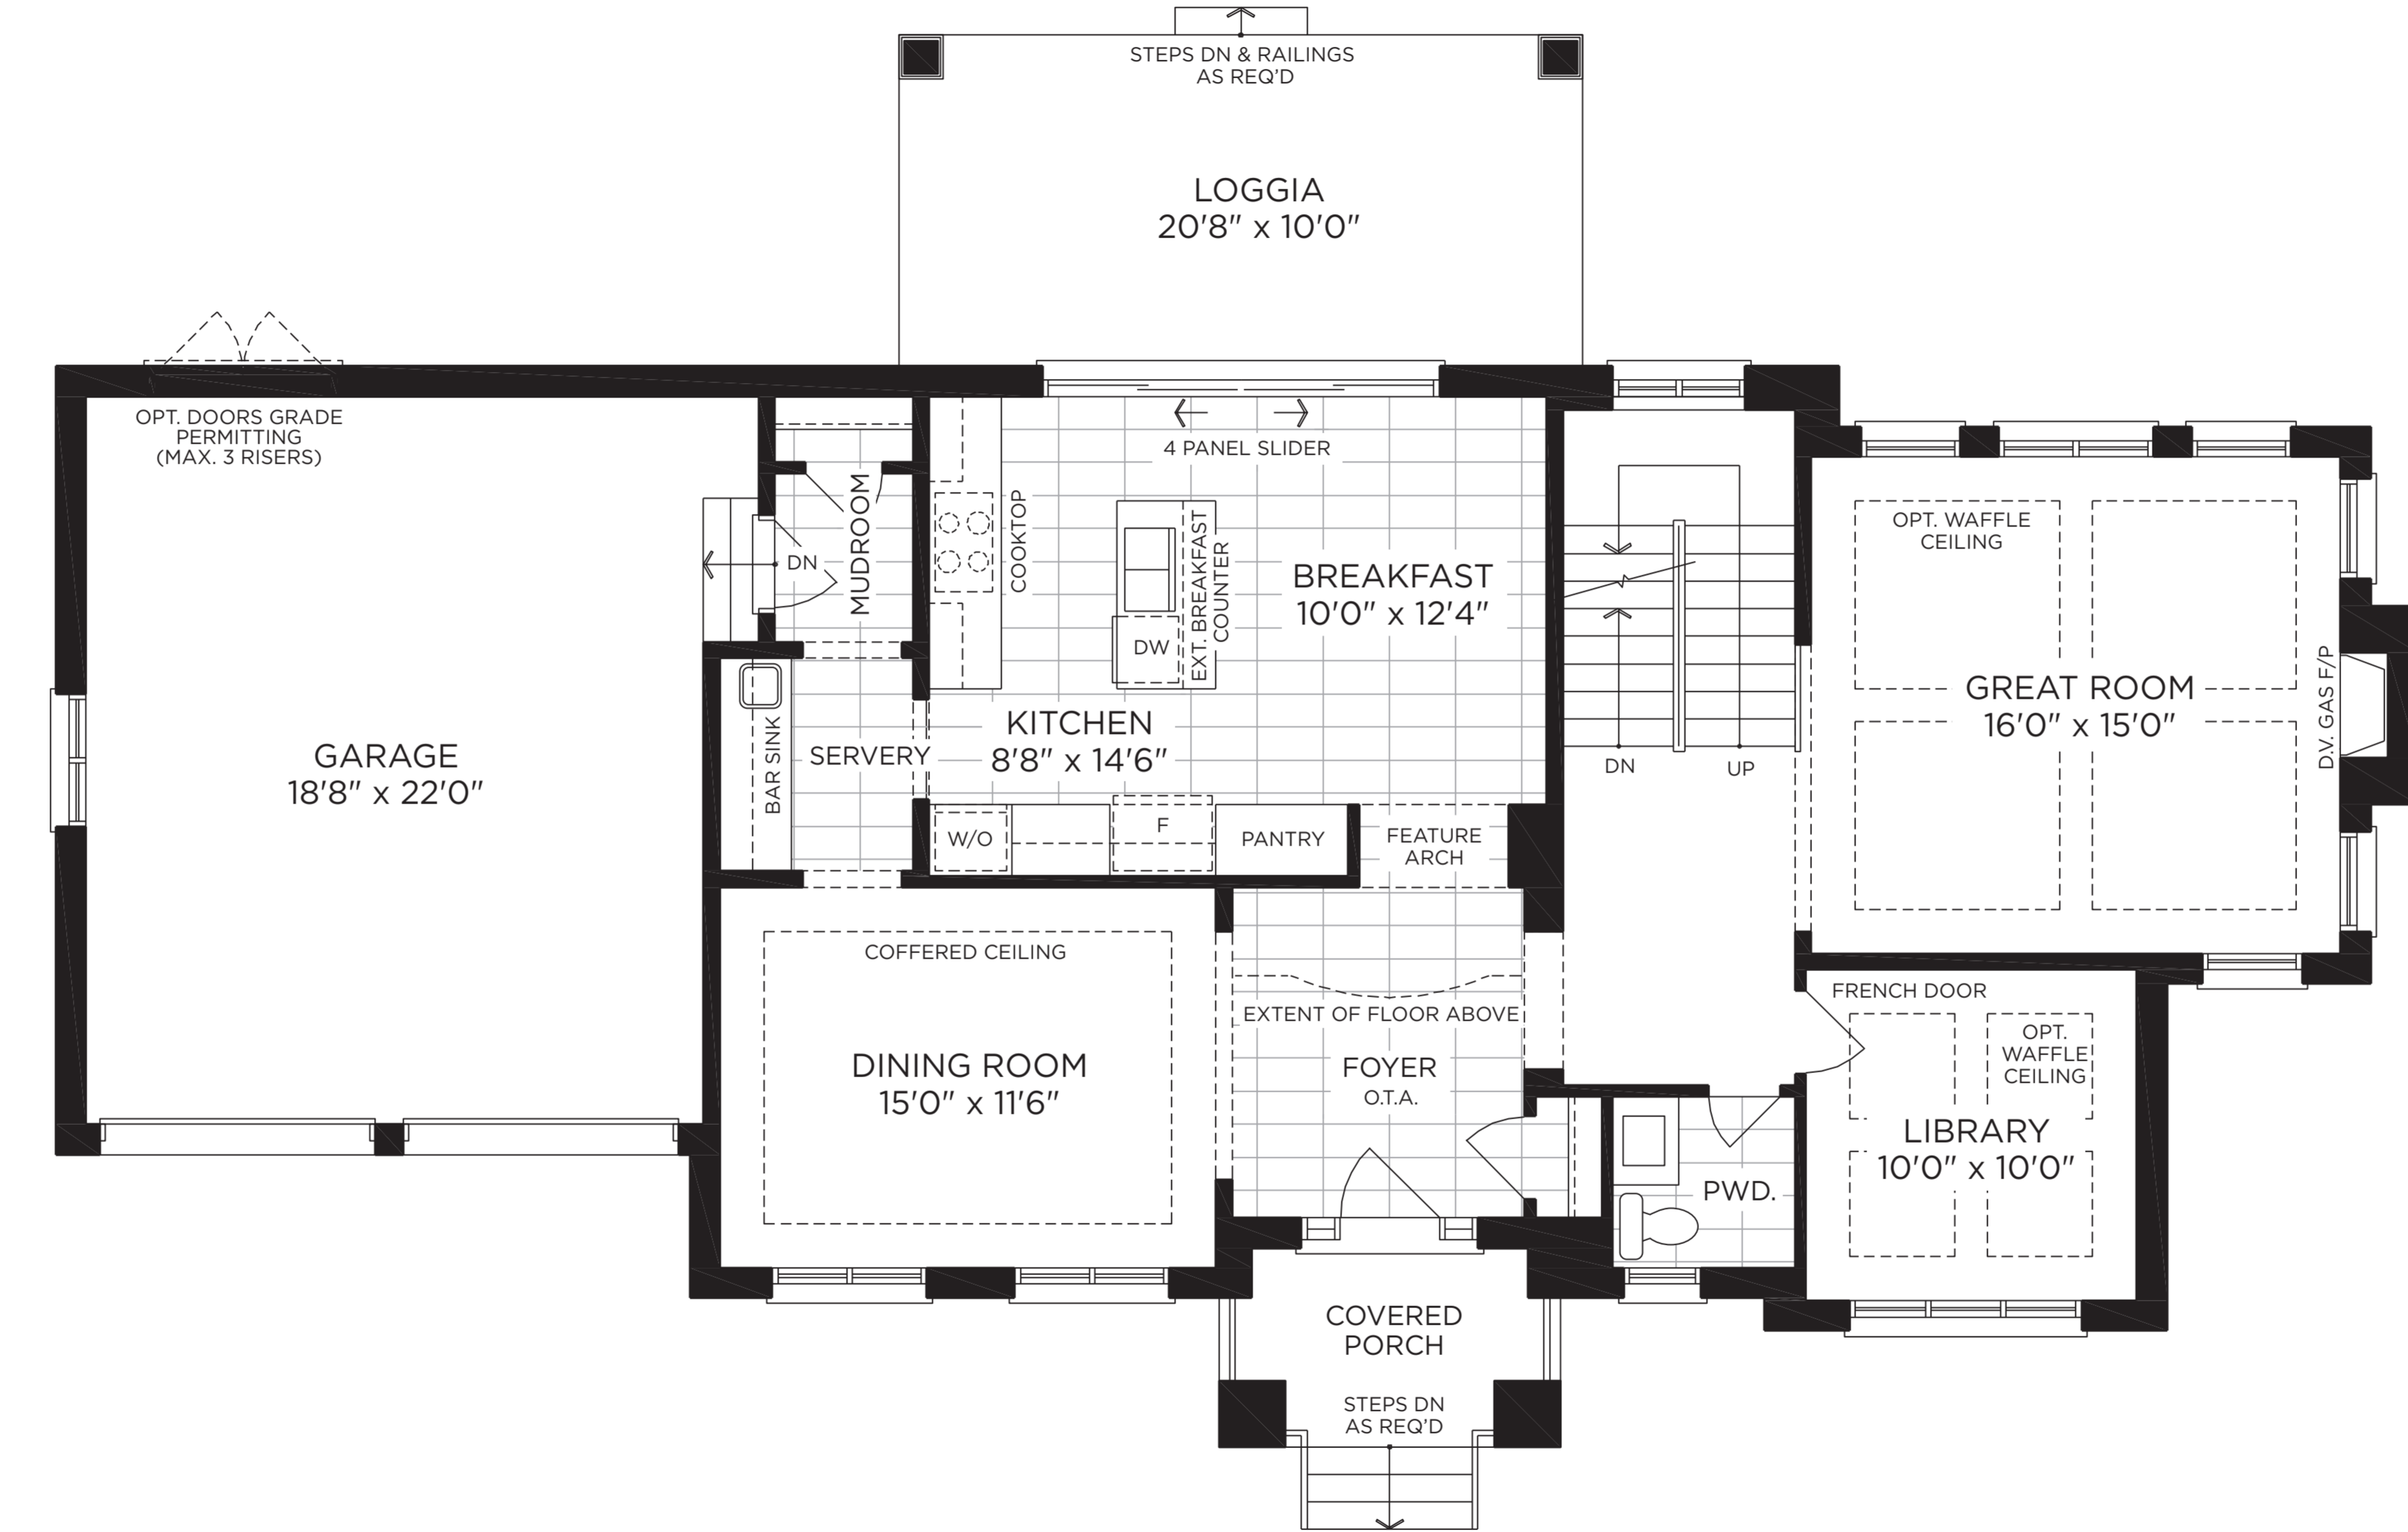 STEPS DN & RAILINGS
AS REQ'D
LOGGIA
20'8" x 10'0"
OPT. DOORS GRADE
PERMITTING
(MAX. 3 RISERS)
4 PANEL SLIDER
MUDROOM
DN
COOKTOP
EXT. BREAKFAST
COUNTER
DW
BREAKFAST
10'0" x 12'4"
OPT. WAFFLE
CEILING
GREAT ROOM
16'0" x 15'0"
D.V. GAS F/P
GARAGE
18'8" x 22'0"
BAR SINK
SERVERY
KITCHEN
8'8" x 14'6"
DN
UP
W/O
F
PANTRY
FEATURE
ARCH
COFFERED CEILING
DINING ROOM
15'0" x 11'6"
EXTENT OF FLOOR ABOVE
FOYER
O.T.A.
FRENCH DOOR
OPT.
WAFFLE
CEILING
LIBRARY
10'0" x 10'0"
PWD.
COVERED
PORCH
STEPS DN
AS REQ'D